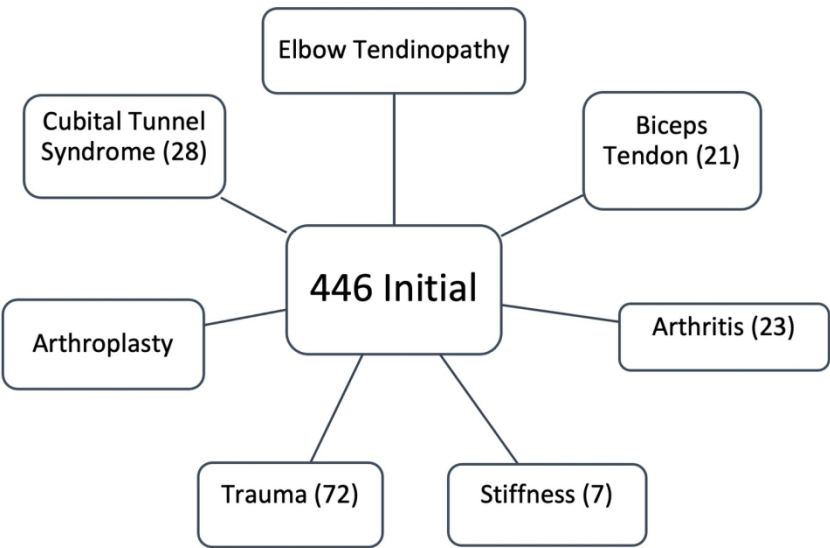 Elbow Tendinopathy
Cubital Tunnel
Syndrome (28)
Biceps
Tendon (21)
446 Initial
Arthroplasty
Arthritis (23)
Trauma (72)
Stiffness (7)